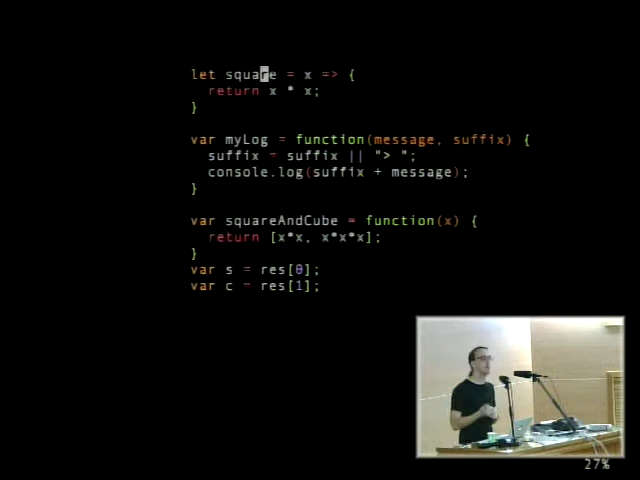 let square = x => {
return x * x;
}
var myLog = function(message, suffix) {
suffix = suffix || "> ";
console.log(suffix + message);
}
var squareAndCube = function(x) {
return [x*x, x*x*x];
}
var s = res[0];
var c = res[1];
27%